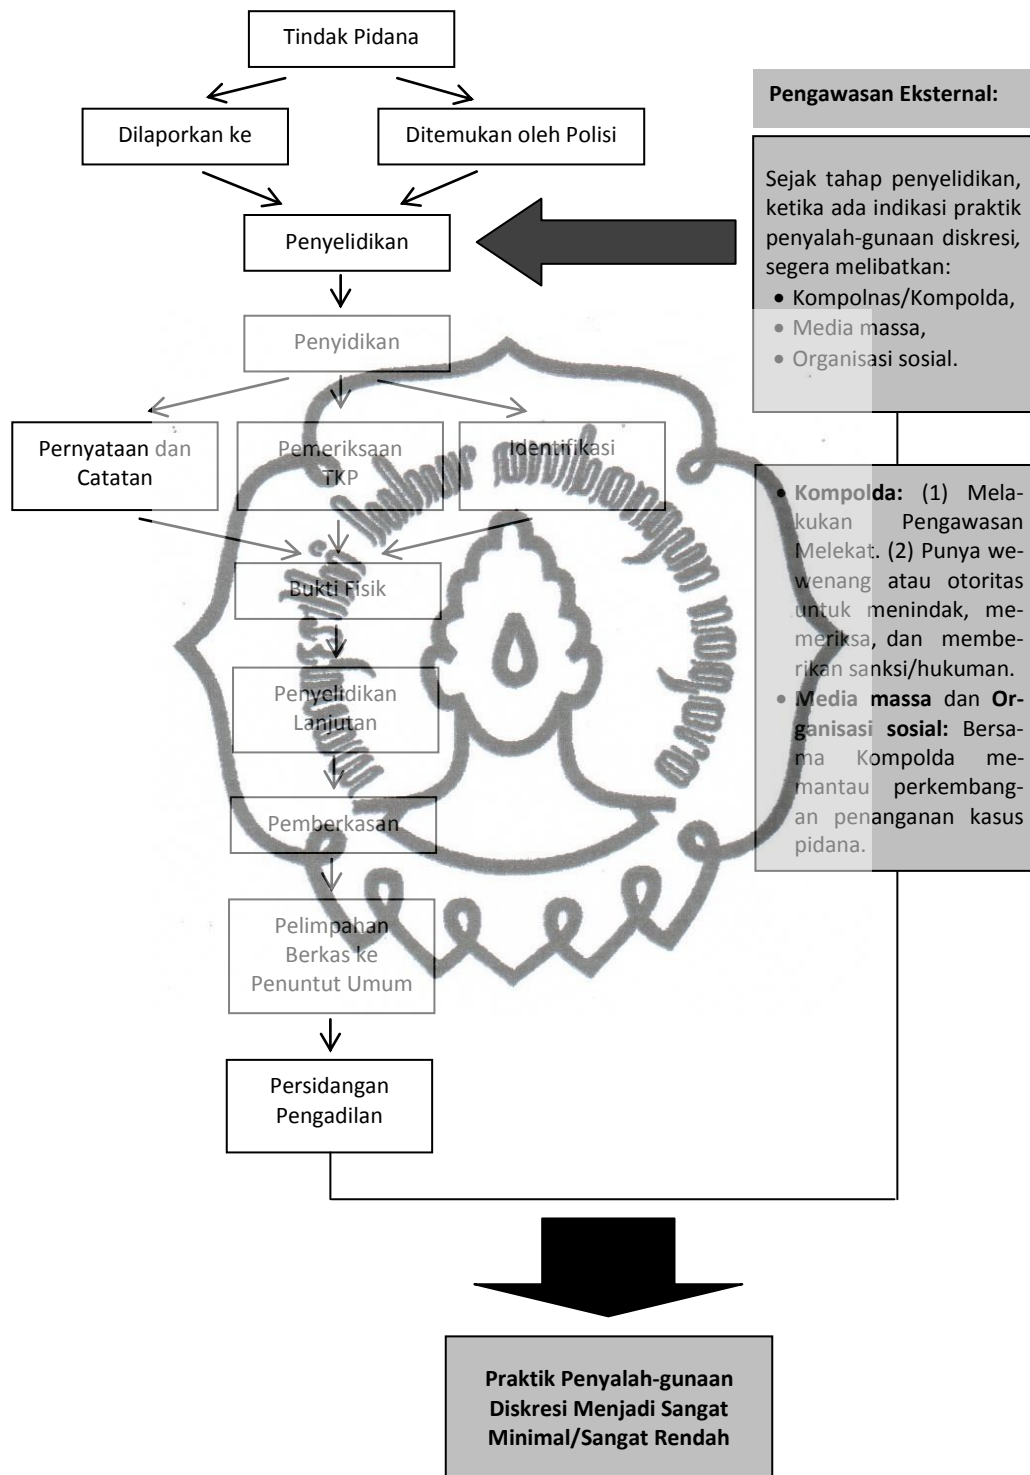 Tindak Pidana
Dilaporkan ke
Ditemukan oleh Polisi
Penyelidikan
Penyidikan
Pernyataan dan
Catatan
Pemeriksaan
TKP
Identifikasi
Bukti Fisik
Penyelidikan
Lanjutan
Pemberkasan
Pelimpahan
Berkas ke
Penuntut Umum
Persidangan
Pengadilan
Pengawasan Eksternal:
Sejak tahap penyelidikan,
ketika ada indikasi praktik
penyalah-gunaan diskresi,
segera melibatkan:
• Kompolnas/Kompolda,
• Media massa,
• Organisasi sosial.
• Kompolda: (1) Mela-
kukan Pengawasan
Melekat. (2) Punya we-
wenang atau otoritas
untuk menindak, me-
meriksa, dan membe-
rikan sanksi/hukuman.
• Media massa dan Or-
ganisasi sosial: Bersa-
ma Kompolda me-
mantau perkembang-
an penanganan kasus
pidana.
Praktik Penyalah-gunaan
Diskresi Menjadi Sangat
Minimal/Sangat Rendah